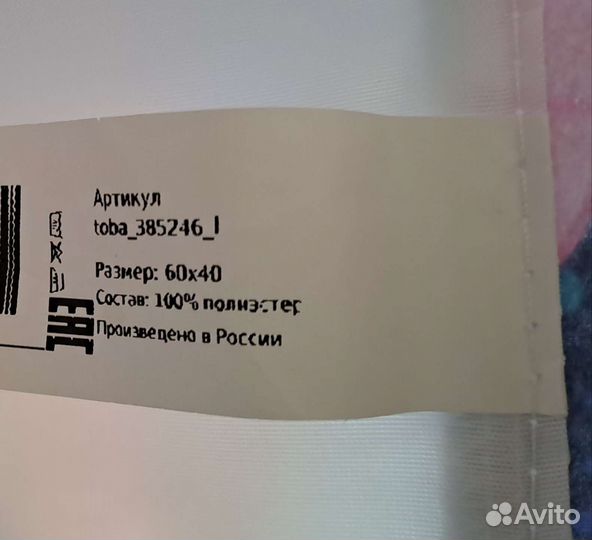 Артикул
toba_385246_l
Размер: 60x40
Состав: 100% полиэстер
Произведено в России
EAC
Avito